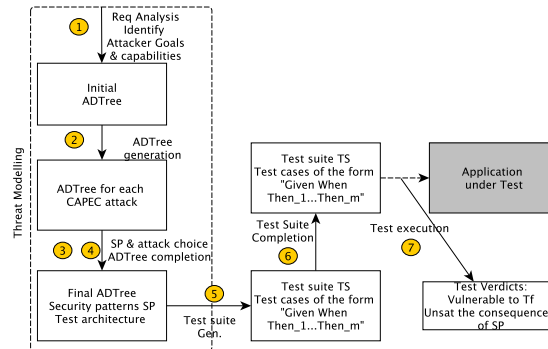 1
Req Analysis
Identify
Attacker Goals
& capabilities
Initial
ADTree
2
ADTree
generation
Threat Modelling
ADTree for each
CAPEC attack
3
4
SP & attack choice
ADTree completion
Final ADTree
Security patterns SP
Test architecture
5
Test suite
Gen.
Test suite TS
Test cases of the form
"Given When
Then_1...Then_m"
6
Test Suite
Completion
Test suite TS
Test cases of the form
"Given When
Then_1...Then_m"
Application
under Test
Test execution
7
Test Verdicts:
Vulnerable to Tf
Unsat the consequence
of SP